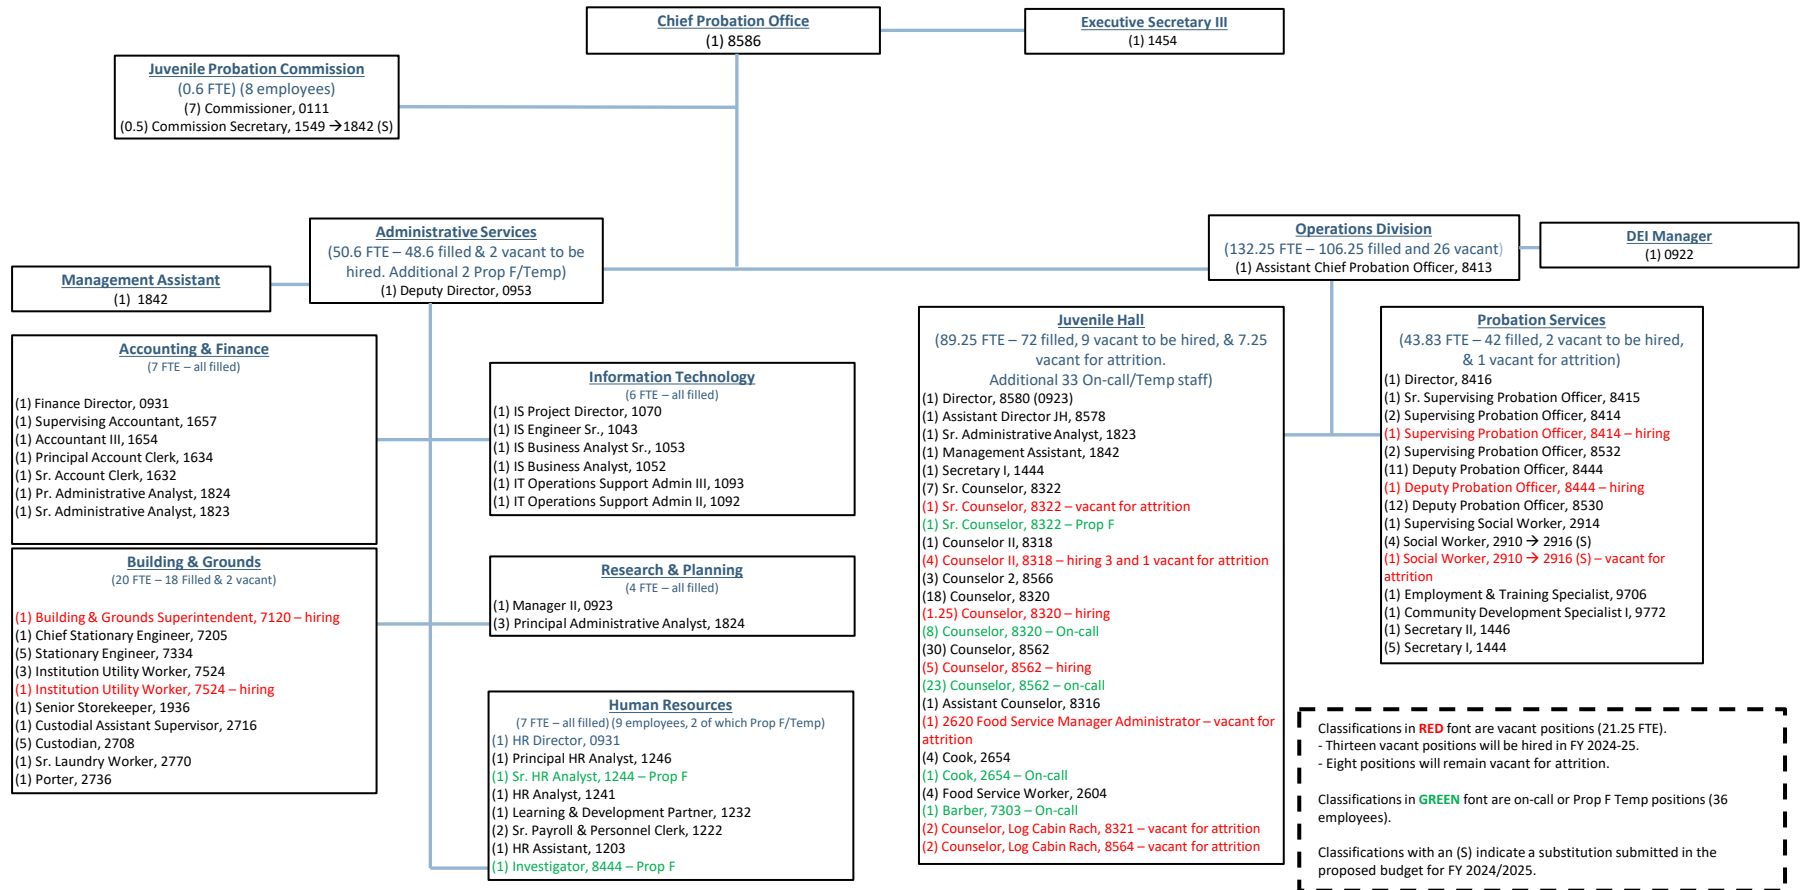 Chief Probation Office
(1) 8586
Executive Secretary III
(1) 1454
Juvenile Probation Commission
(0.6 FTE) (8 employees)
(7) Commissioner, 0111
(0.5) Commission Secretary, 1549 →1842 (S)
Administrative Services
(50.6 FTE – 48.6 filled & 2 vacant to be
hired. Additional 2 Prop F/Temp)
(1) Deputy Director, 0953
Operations Division
(132.25 FTE – 106.25 filled and 26 vacant)
(1) Assistant Chief Probation Officer, 8413
DEI Manager
(1) 0922
Management Assistant
(1) 1842
Accounting & Finance
(7 FTE – all filled)
(1) Finance Director, 0931
(1) Supervising Accountant, 1657
(1) Accountant III, 1654
(1) Principal Account Clerk, 1634
(1) Sr. Account Clerk, 1632
(1) Pr. Administrative Analyst, 1824
(1) Sr. Administrative Analyst, 1823
Building & Grounds
(20 FTE – 18 Filled & 2 vacant)
(1) Building & Grounds Superintendent, 7120 – hiring
(1) Chief Stationary Engineer, 7205
(5) Stationary Engineer, 7334
(3) Institution Utility Worker, 7524
(1) Institution Utility Worker, 7524 – hiring
(1) Senior Storekeeper, 1936
(1) Custodial Assistant Supervisor, 2716
(5) Custodian, 2708
(1) Sr. Laundry Worker, 2770
(1) Porter, 2736
Information Technology
(6 FTE – all filled)
(1) IS Project Director, 1070
(1) IS Engineer Sr., 1043
(1) IS Business Analyst Sr., 1053
(1) IS Business Analyst, 1052
(1) IT Operations Support Admin III, 1093
(1) IT Operations Support Admin II, 1092
Research & Planning
(4 FTE – all filled)
(1) Manager II, 0923
(3) Principal Administrative Analyst, 1824
Human Resources
(7 FTE – all filled) (9 employees, 2 of which Prop F/Temp)
(1) HR Director, 0931
(1) Principal HR Analyst, 1246
(1) Sr. HR Analyst, 1244 – Prop F
(1) HR Analyst, 1241
(1) Learning & Development Partner, 1232
(2) Sr. Payroll & Personnel Clerk, 1222
(1) HR Assistant, 1203
(1) Investigator, 8444 – Prop F
Juvenile Hall
(89.25 FTE – 72 filled, 9 vacant to be hired, & 7.25
vacant for attrition.
Additional 33 On-call/Temp staff)
(1) Director, 8580 (0923)
(1) Assistant Director JH, 8578
(1) Sr. Administrative Analyst, 1823
(1) Management Assistant, 1842
(1) Secretary I, 1444
(7) Sr. Counselor, 8322
(1) Sr. Counselor, 8322 – vacant for attrition
(1) Sr. Counselor, 8322 – Prop F
(1) Counselor II, 8318
(4) Counselor II, 8318 – hiring 3 and 1 vacant for attrition
(3) Counselor 2, 8566
(18) Counselor, 8320
(1.25) Counselor, 8320 – hiring
(8) Counselor, 8320 – On-call
(30) Counselor, 8562
(5) Counselor, 8562 – hiring
(23) Counselor, 8562 – on-call
(1) Assistant Counselor, 8316
(1) 2620 Food Service Manager Administrator – vacant for
attrition
(4) Cook, 2654
(1) Cook, 2654 – On-call
(4) Food Service Worker, 2604
(1) Barber, 7303 – On-call
(2) Counselor, Log Cabin Rach, 8321 – vacant for attrition
(2) Counselor, Log Cabin Rach, 8564 – vacant for attrition
Probation Services
(43.83 FTE – 42 filled, 2 vacant to be hired,
& 1 vacant for attrition)
(1) Director, 8416
(1) Sr. Supervising Probation Officer, 8415
(2) Supervising Probation Officer, 8414
(1) Supervising Probation Officer, 8414 – hiring
(2) Supervising Probation Officer, 8532
(11) Deputy Probation Officer, 8444
(1) Deputy Probation Officer, 8444 – hiring
(12) Deputy Probation Officer, 8530
(1) Supervising Social Worker, 2914
(4) Social Worker, 2910 → 2916 (S)
(1) Social Worker, 2910 → 2916 (S) – vacant for
attrition
(1) Employment & Training Specialist, 9706
(1) Community Development Specialist I, 9772
(1) Secretary II, 1446
(5) Secretary I, 1444
Classifications in RED font are vacant positions (21.25 FTE).
- Thirteen vacant positions will be hired in FY 2024-25.
- Eight positions will remain vacant for attrition.
Classifications in GREEN font are on-call or Prop F Temp positions (36
employees).
Classifications with an (S) indicate a substitution submitted in the
proposed budget for FY 2024/2025.